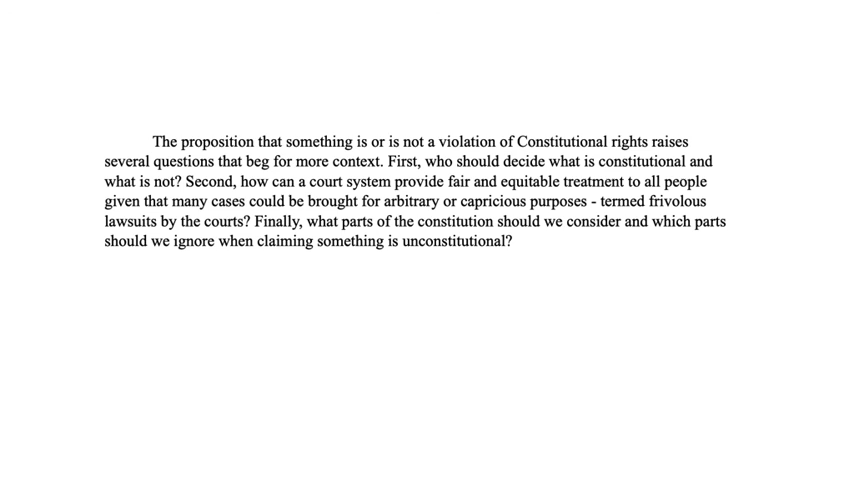 The proposition that something is or is not a violation of Constitutional rights raises
several questions that beg for more context. First, who should decide what is constitutional and
what is not? Second, how can a court system provide fair and equitable treatment to all people
given that many cases could be brought for arbitrary or capricious purposes - termed frivolous
lawsuits by the courts? Finally, what parts of the constitution should we consider and which parts
should we ignore when claiming something is unconstitutional?